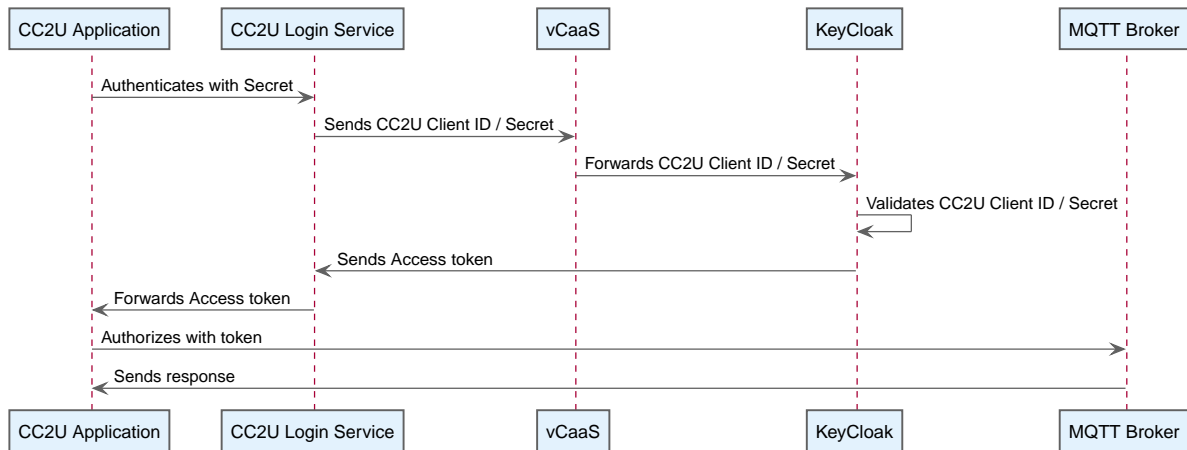 CC2U Application
CC2U Login Service
vCaaS
KeyCloak
MQTT Broker
Authenticates with Secret
Sends CC2U Client ID / Secret
Forwards CC2U Client ID / Secret
Validates CC2U Client ID / Secret
Sends Access token
Forwards Access token
Authorizes with token
Sends response
CC2U Application
CC2U Login Service
vCaaS
KeyCloak
MQTT Broker